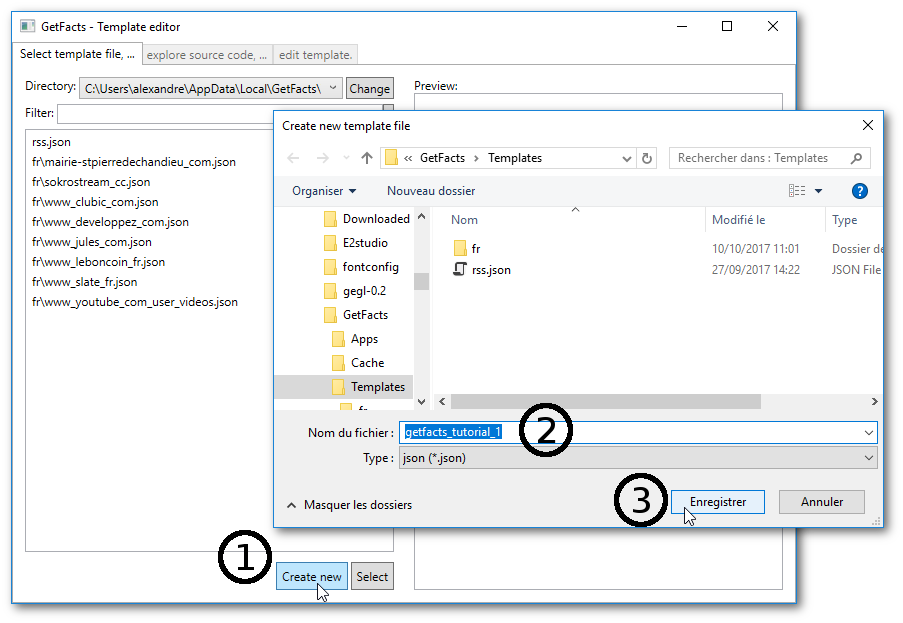 GetFacts - Template editor
Select template file, ... explore source code, ... edit template.
Directory: C:\Users\alexandre\AppData\Local\GetFacts\ Change
Preview:
Filter:
rss.json
fr\mairie-stpierredechandieu_com.json
fr\sokrostream_cc.json
fr\www_clubic_com.json
fr\www_developpez_com.json
fr\www_jules_com.json
fr\www_leboncoin_fr.json
fr\www_slate_fr.json
fr\www_youtube_com_user_videos.json
1
Create new Select
Create new template file
« GetFacts › Templates
Rechercher dans : Templates
Organiser Nouveau dossier ?
Downloaded
E2studio
fontconfig
gegl-0.2
GetFacts
Apps
Cache
Templates
fr
Nom Modifié le Type
fr 10/10/2017 11:01 Dossier de
rss.json 27/09/2017 14:22 JSON File
Nom du fichier : getfacts_tutorial_1 2
Type : json (*.json)
Masquer les dossiers 3 Enregistrer Annuler